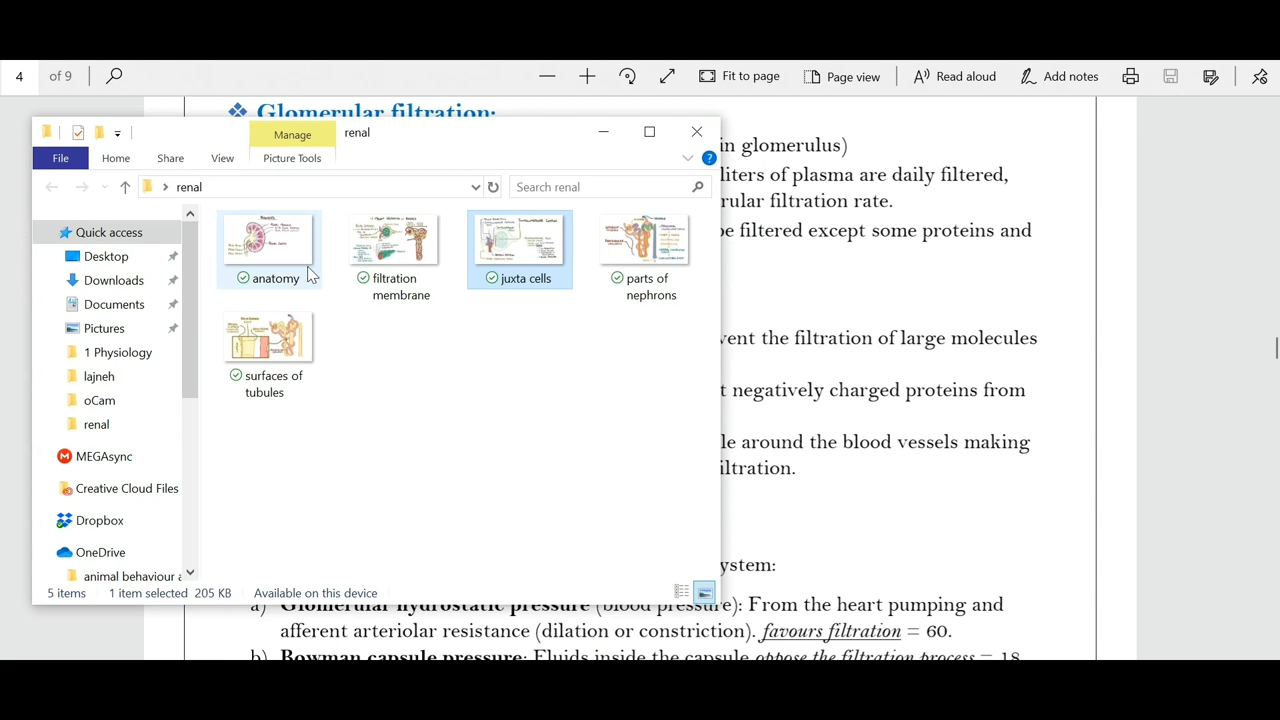 4 of 9 Fit to page Page view Read aloud Add notes
Glomerular filtration:
in glomerulus)
liters of plasma are daily filtered,
filtration rate.
be filtered except some proteins and
the filtration of large molecules
negatively charged proteins from
around the blood vessels making
a) Glomerular hydrostatic pressure (blood pressure): From the heart pumping and
afferent arteriolar resistance (dilation or constriction). favours filtration = 60.
b) Bowman capsule pressure: Fluids inside the capsule oppose the filtration process = 18
Manage renal
File Home Share View Picture Tools
renal Search renal
Quick access
Desktop
Downloads
Documents
Pictures
1 Physiology
lajneh
oCam
renal
MEGAsync
Creative Cloud Files
Dropbox
OneDrive
animal behaviour
anatomy
filtration
membrane
juxta cells
parts of
nephrons
surfaces of
tubules
5 items 1 item selected 205 KB Available on this device